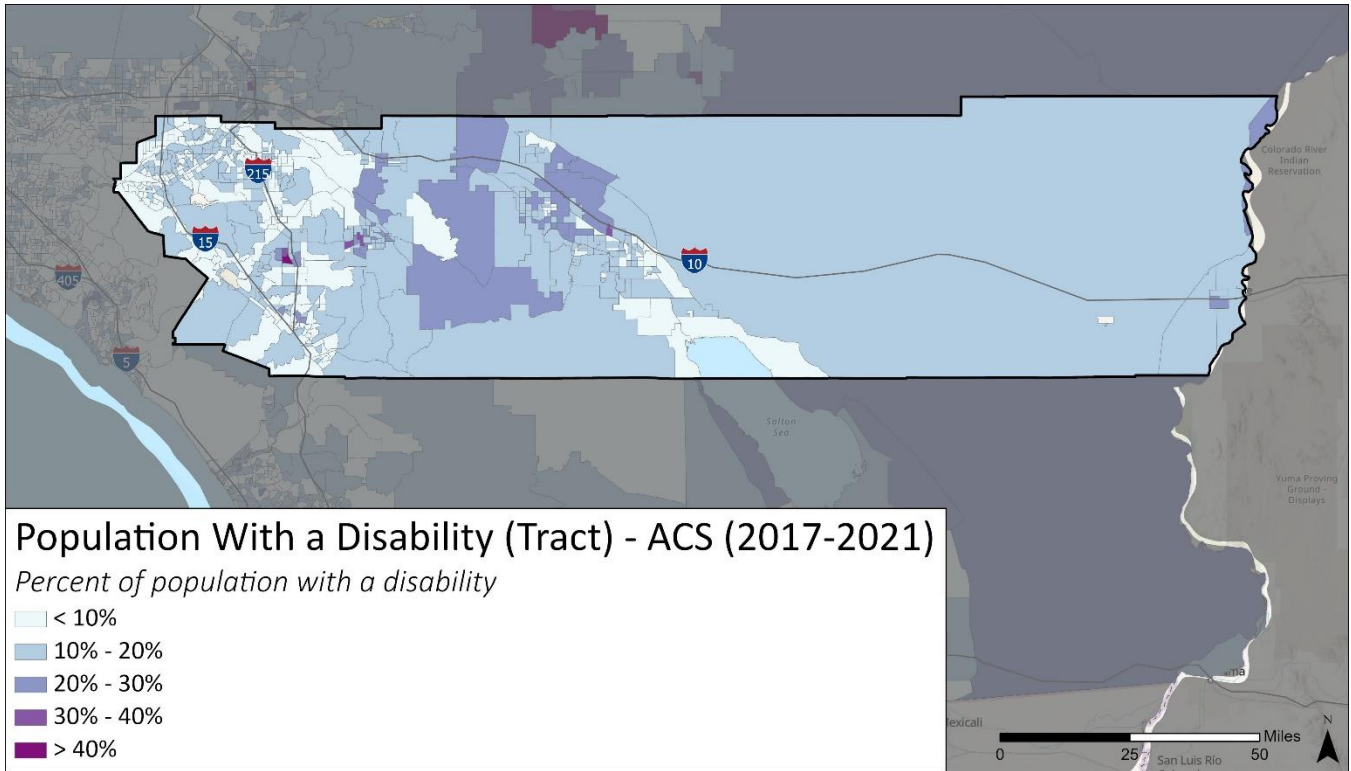 Colorado River
Indian
Reservation
215
15
10
405
5
Salton
Sea
Yuma Proving
Ground -
Displays
Population With a Disability (Tract) - ACS (2017-2021)
Percent of population with a disability
< 10%
10% - 20%
20% - 30%
30% - 40%
> 40%
ma
lexicali
N
Miles
0 25 50
San Luis Río